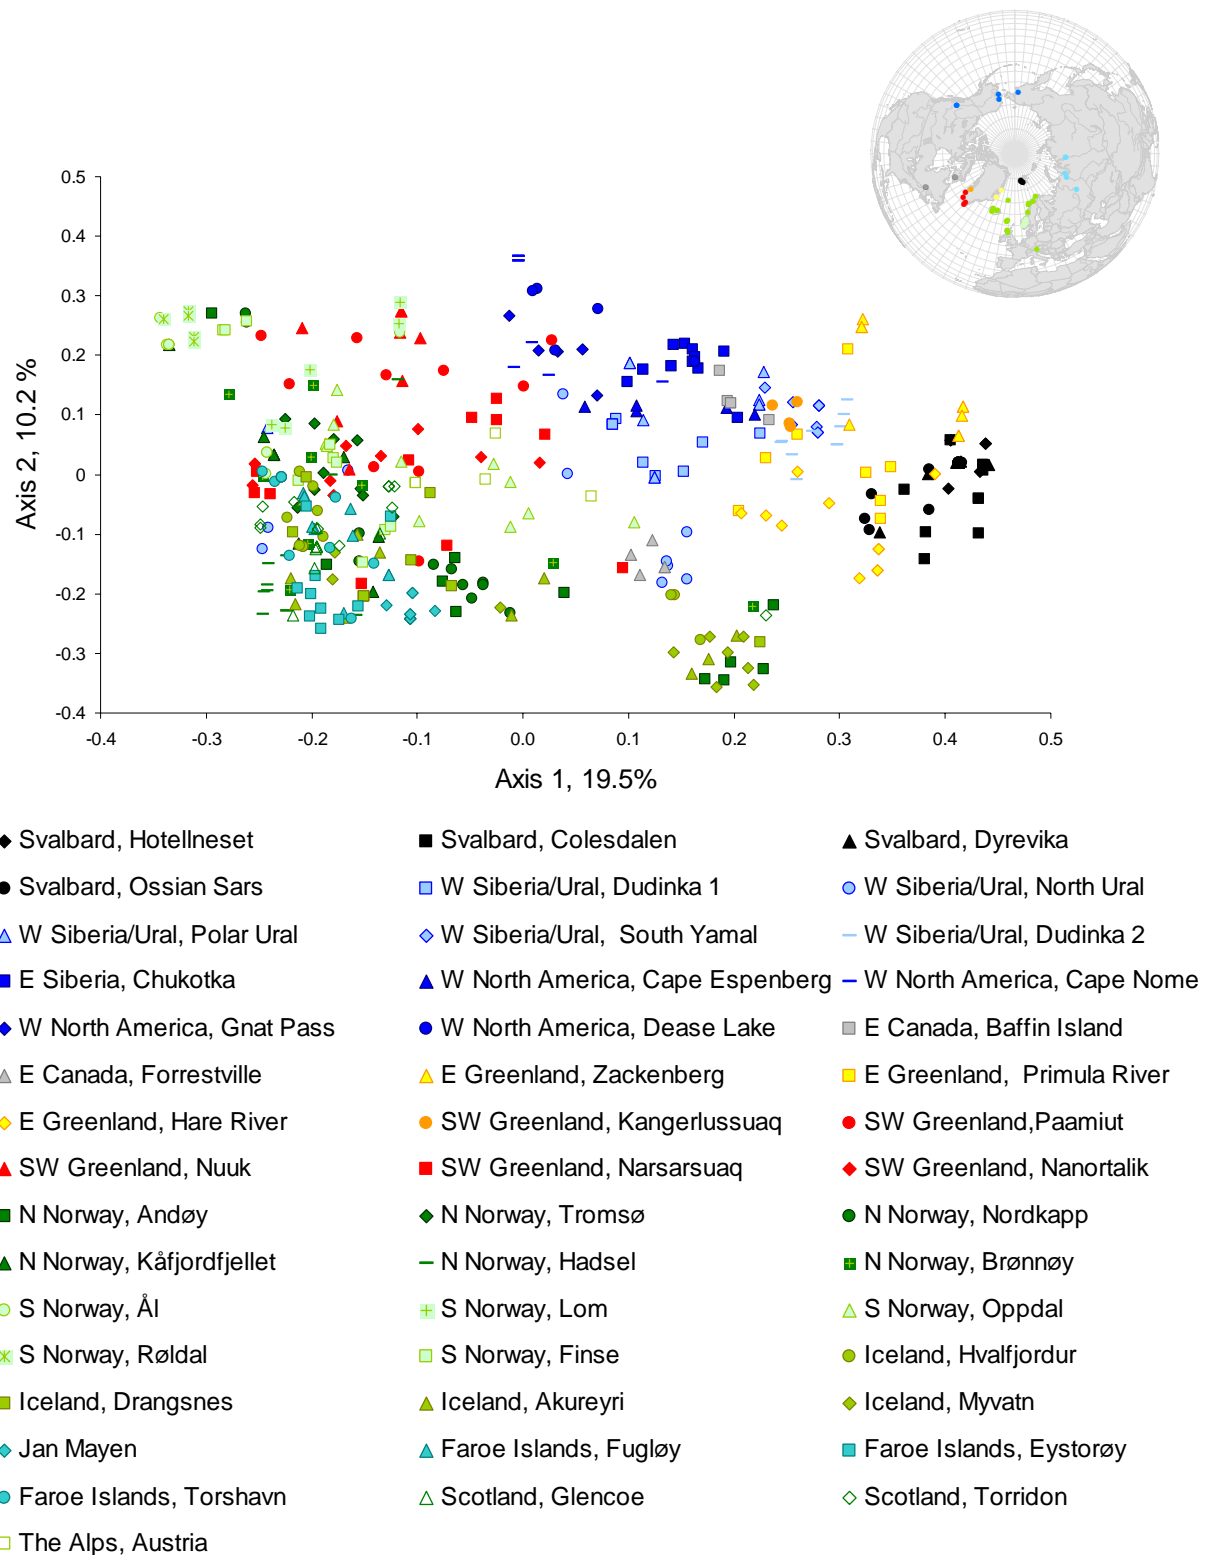 0.5
0.4
0.3
0.2
0.1
0
-0.1
-0.2
-0.3
-0.4
Axis 2, 10.2 %
-0.4 -0.3 -0.2 -0.1 0.0 0.1 0.2 0.3 0.4 0.5
Axis 1, 19.5%
Svalbard, Hotellneset Svalbard, Colesdalen Svalbard, Dyrevika
Svalbard, Ossian Sars W Siberia/Ural, Dudinka 1 W Siberia/Ural, North Ural
W Siberia/Ural, Polar Ural W Siberia/Ural,  South Yamal W Siberia/Ural, Dudinka 2
E Siberia, Chukotka W North America, Cape Espenberg W North America, Cape Nome
W North America, Gnat Pass W North America, Dease Lake E Canada, Baffin Island
E Canada, Forrestville E Greenland, Zackenberg E Greenland,  Primula River
E Greenland, Hare River SW Greenland, Kangerlussuaq SW Greenland,Paamiut
SW Greenland, Nuuk SW Greenland, Narsarsuaq SW Greenland, Nanortalik
N Norway, Andøy N Norway, Tromsø N Norway, Nordkapp
N Norway, Kåfjordfjellet N Norway, Hadsel N Norway, Brønnøy
S Norway, Ål S Norway, Lom S Norway, Oppdal
S Norway, Røldal S Norway, Finse Iceland, Hvalfjordur
Iceland, Drangsnes Iceland, Akureyri Iceland, Myvatn
Jan Mayen Faroe Islands, Fugløy Faroe Islands, Eystorøy
Faroe Islands, Torshavn Scotland, Glencoe Scotland, Torridon
The Alps, Austria